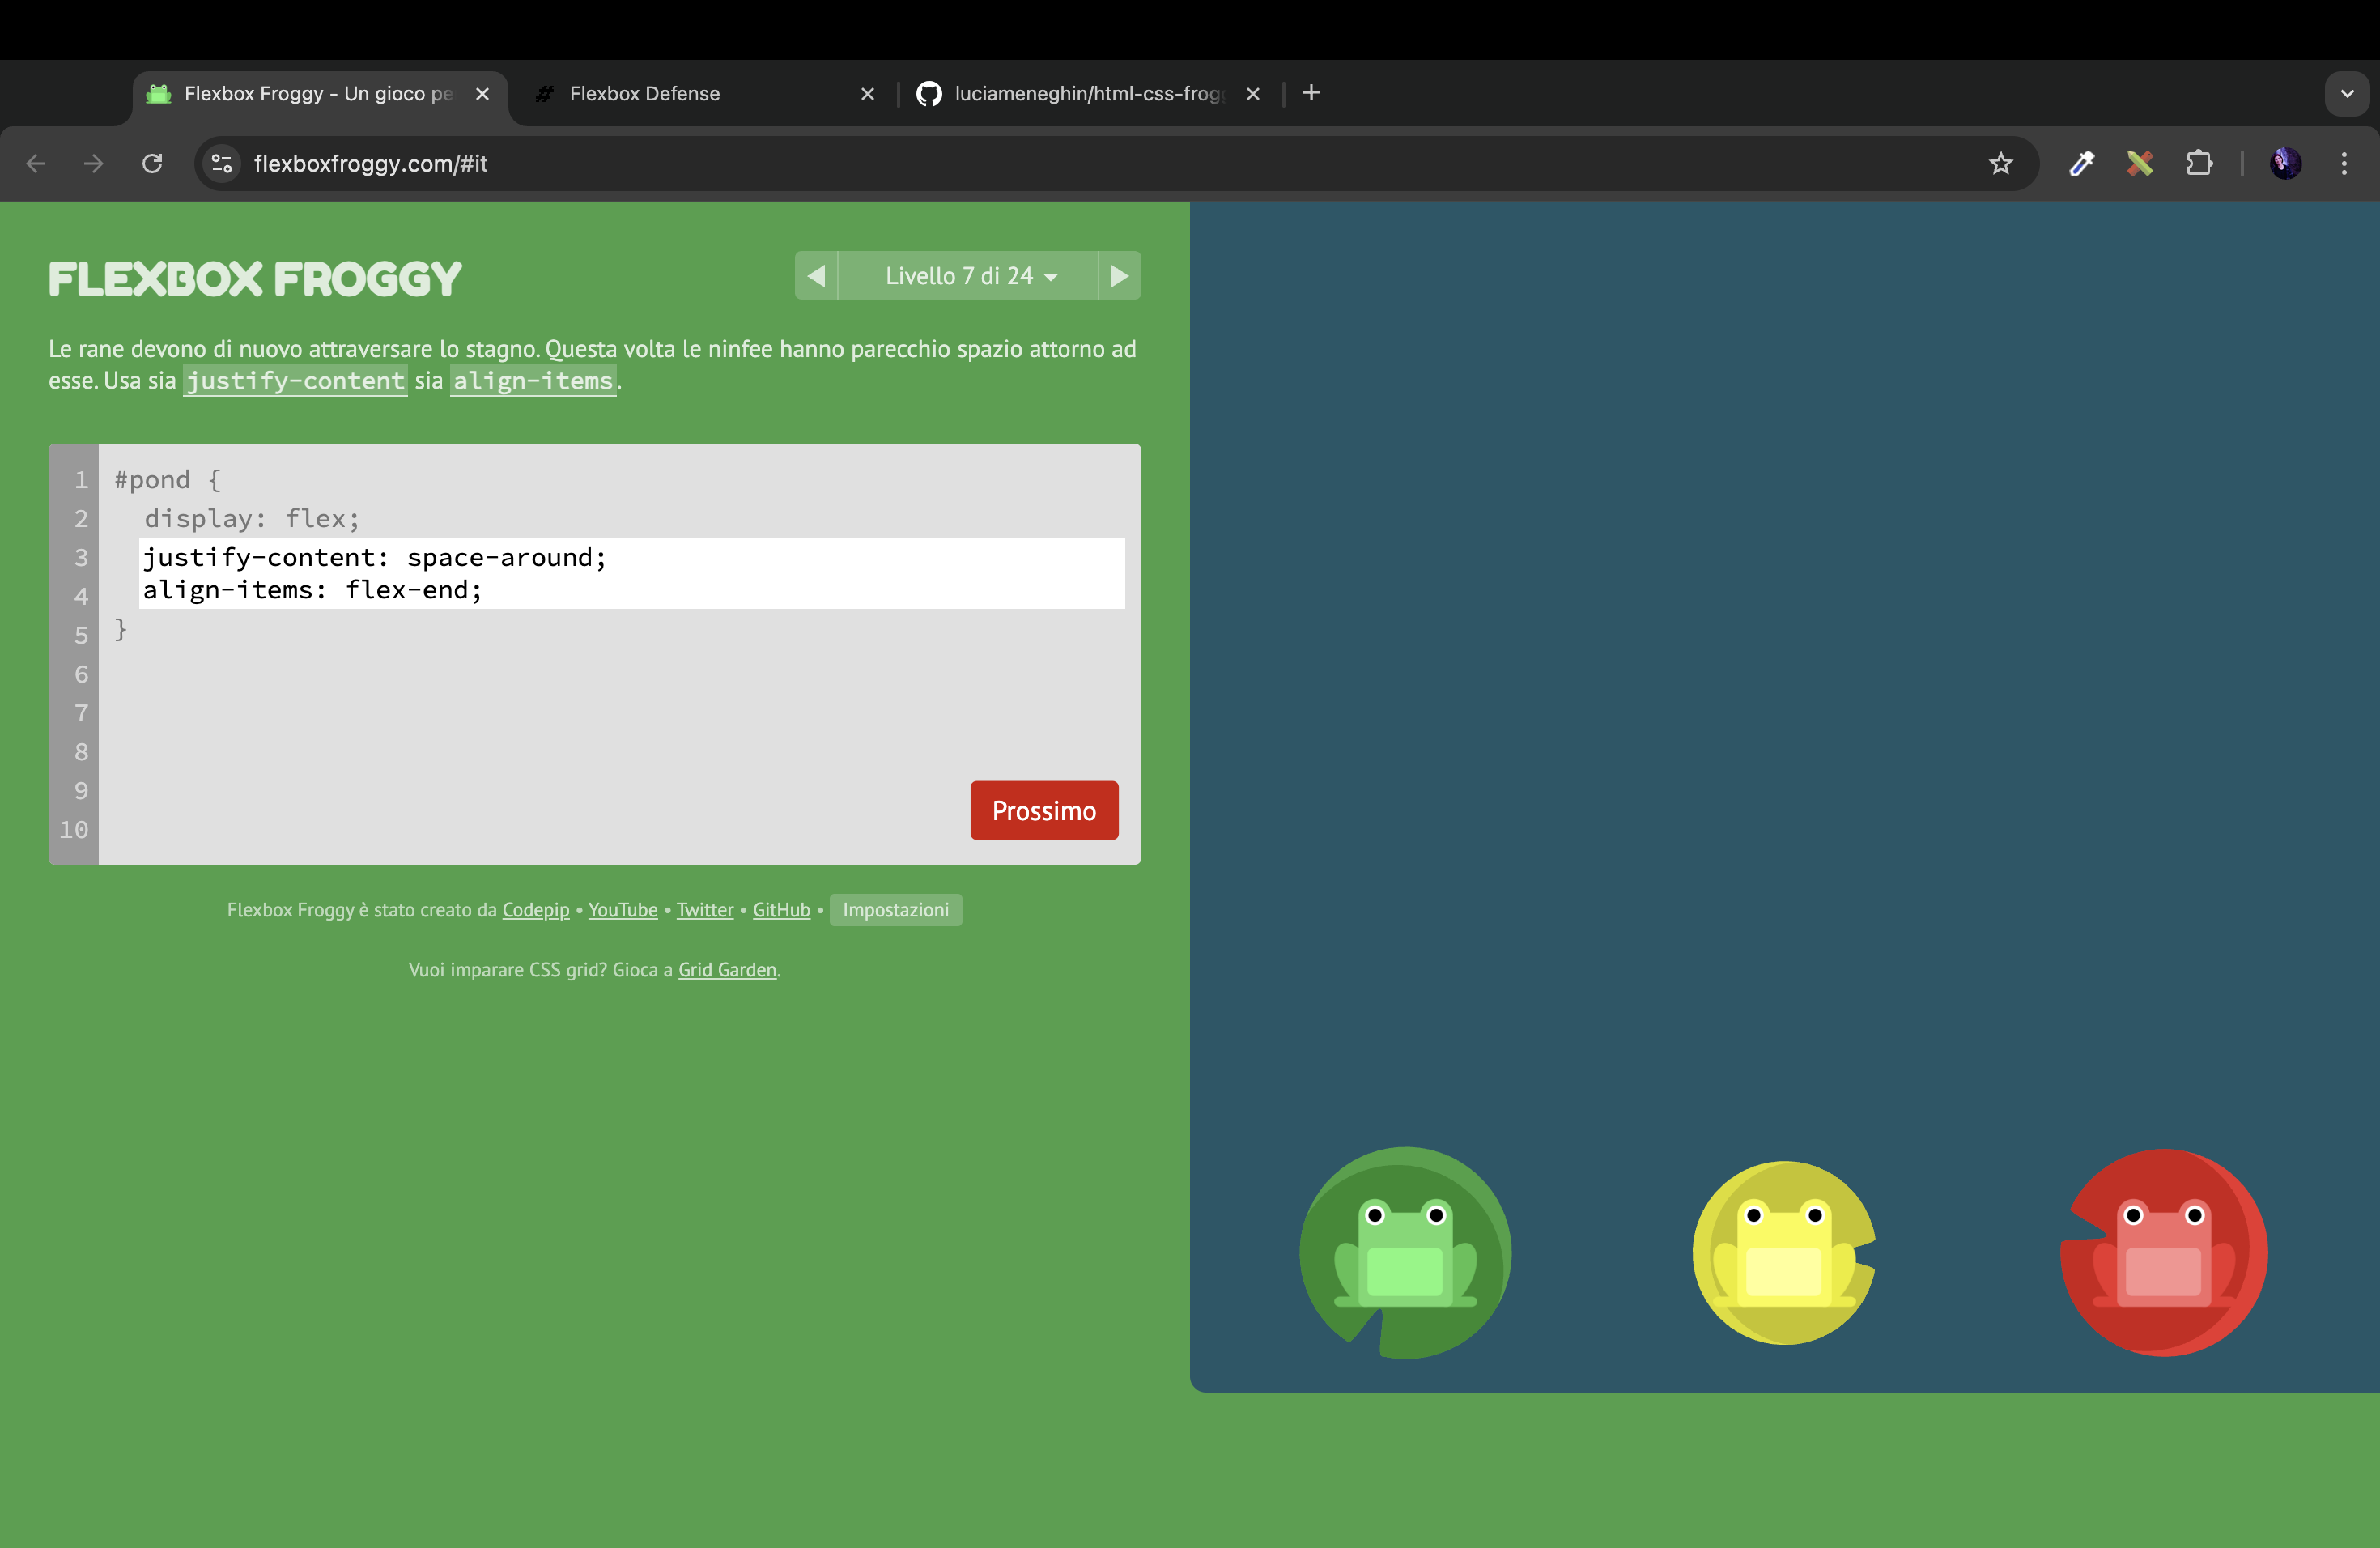 Flexbox Froggy - Un gioco pe
Flexbox Defense
luciameneghin/html-css-frog
flexboxfroggy.com/#it
FLEXBOX FROGGY
Livello 7 di 24
Le rane devono di nuovo attraversare lo stagno. Questa volta le ninfee hanno parecchio spazio attorno ad
esse. Usa sia justify-content sia align-items.
1 #pond {
2 display: flex;
3 justify-content: space-around;
4 align-items: flex-end;
5 }
6
7
8
9
10
Prossimo
Flexbox Froggy è stato creato da Codepip • YouTube • Twitter • GitHub • Impostazioni
Vuoi imparare CSS grid? Gioca a Grid Garden.